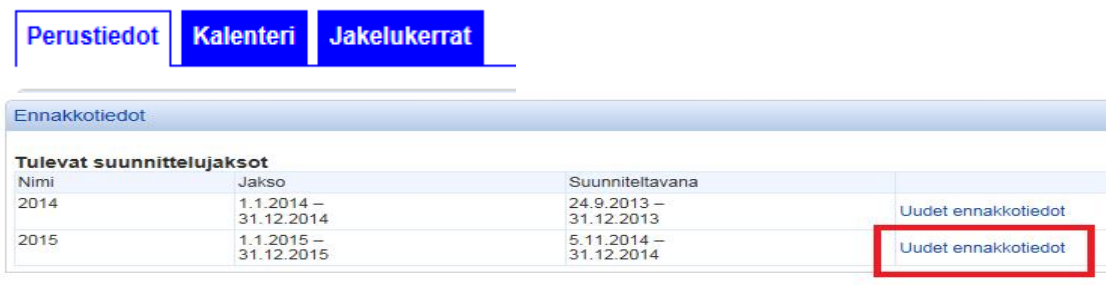 Perustiedot Kalenteri Jakelukerrat
Ennakkotiedot
Tulevat suunnittelujaksot
Nimi Jakso Suunniteltavana
2014 1.1.2014 – 24.9.2013 –
31.12.2014 31.12.2013 Uudet ennakkotiedot
2015 1.1.2015 – 5.11.2014 –
31.12.2015 31.12.2014 Uudet ennakkotiedot